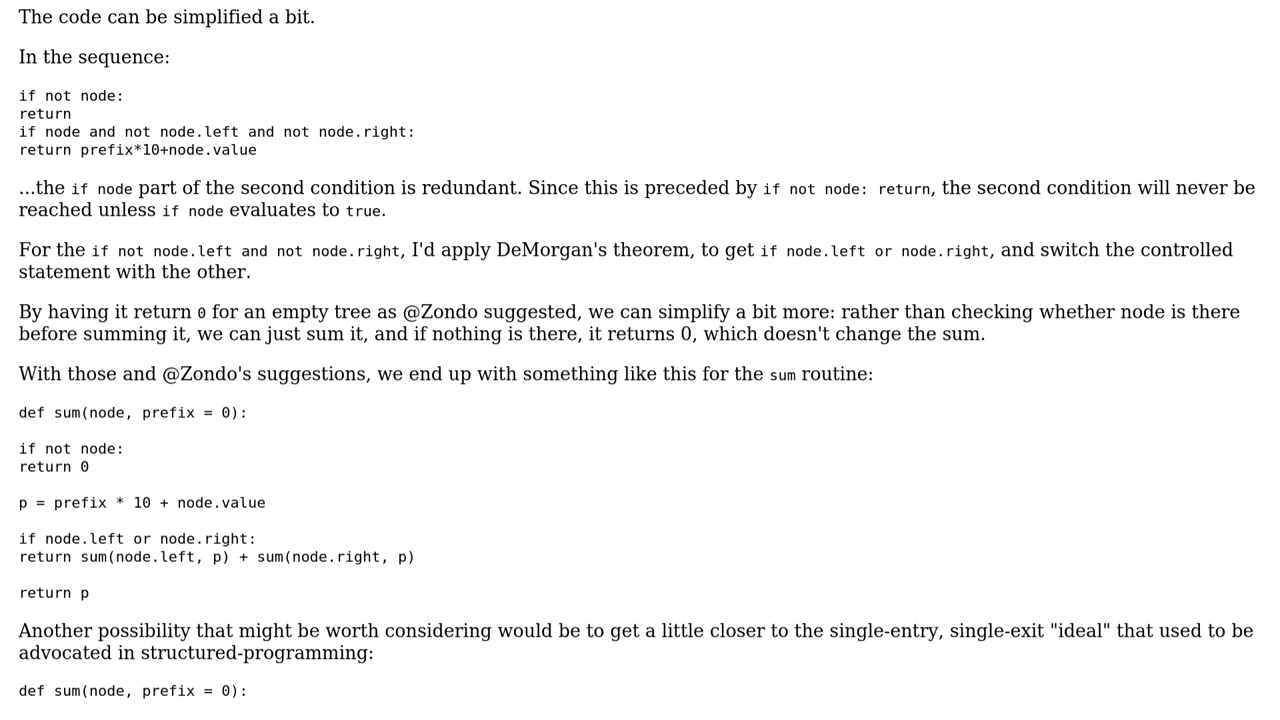 The code can be simplified a bit.
In the sequence:
if not node:
return
if node and not node.left and not node.right:
return prefix*10+node.value
...the if node part of the second condition is redundant. Since this is preceded by if not node: return, the second condition will never be
reached unless if node evaluates to true.
For the if not node.left and not node.right, I'd apply DeMorgan's theorem, to get if node.left or node.right, and switch the controlled
statement with the other.
By having it return 0 for an empty tree as @Zondo suggested, we can simplify a bit more: rather than checking whether node is there
before summing it, we can just sum it, and if nothing is there, it returns 0, which doesn't change the sum.
With those and @Zondo's suggestions, we end up with something like this for the sum routine:
def sum(node, prefix = 0):
if not node:
return 0
p = prefix * 10 + node.value
if node.left or node.right:
return sum(node.left, p) + sum(node.right, p)
return p
Another possibility that might be worth considering would be to get a little closer to the single-entry, single-exit "ideal" that used to be
advocated in structured-programming:
def sum(node, prefix = 0):